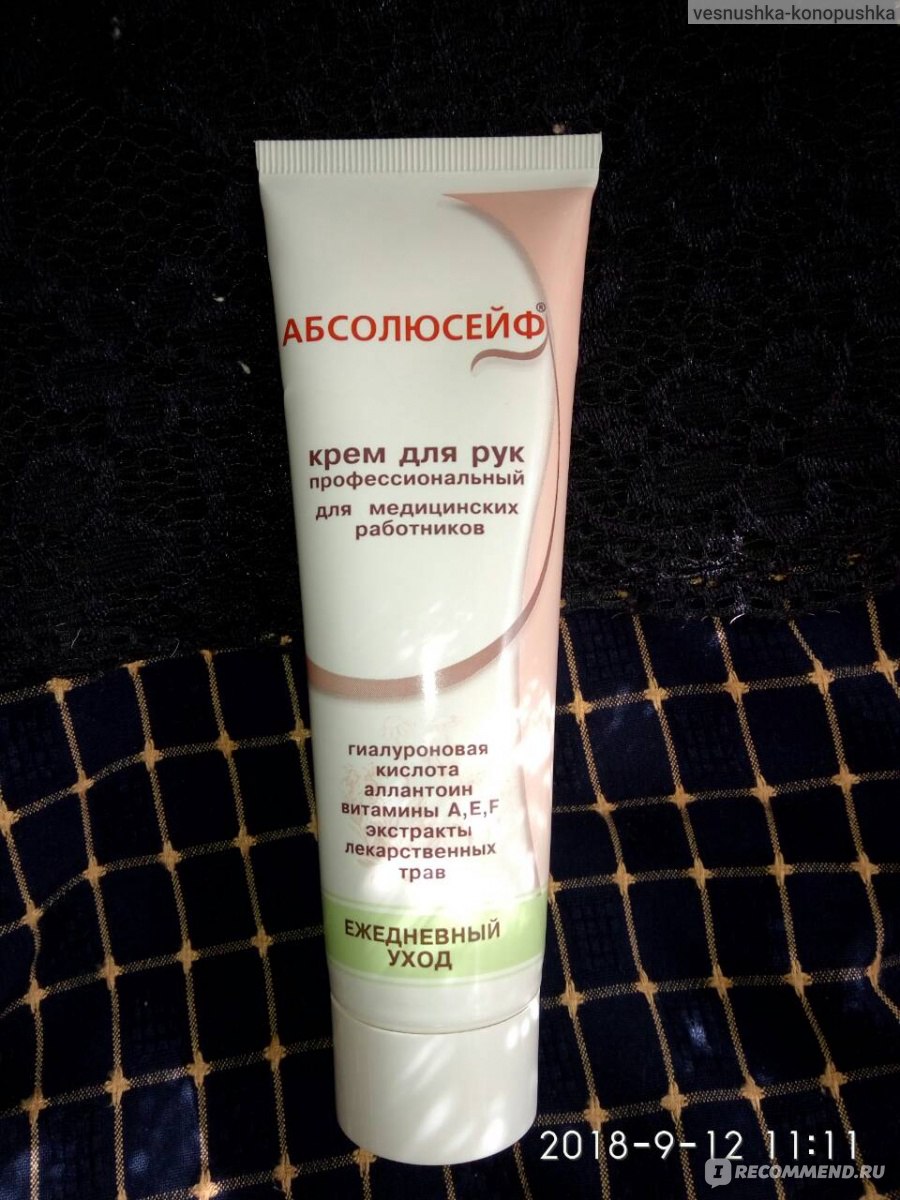 vesnushka-konopushka
АБСОЛЮСЕЙФ®
крем для рук
профессиональный
для медицинских
работников
гиалуроновая
кислота
аллантоин
витамины А,Е,F
экстракты
лекарственных
трав
ЕЖЕДНЕВНЫЙ
УХОД
2018-9-12 11:11
IRECOMMEND.RU